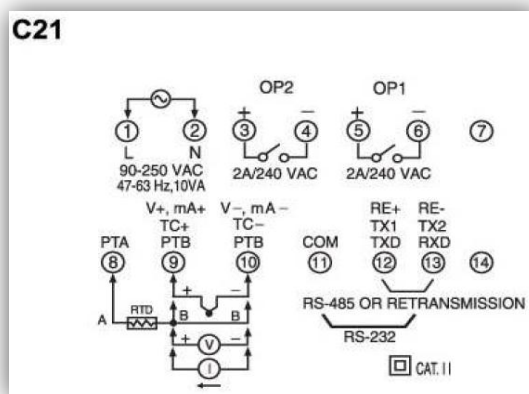 C21
OP2 OP1
+ − + −
1 2 3 4 5 6 7
L N 2A/240 VAC 2A/240 VAC
90-250 VAC
47-63 Hz,10VA
V+, mA+ V−, mA− RE+ RE-
TC+ TC− TX1 TX2
PTA PTB PTB COM TXD RXD
8 9 10 11 12 13 14
+ −
RS-485 OR RETRANSMISSION
A RTD B B
RS-232
+ V −
I
CAT. II